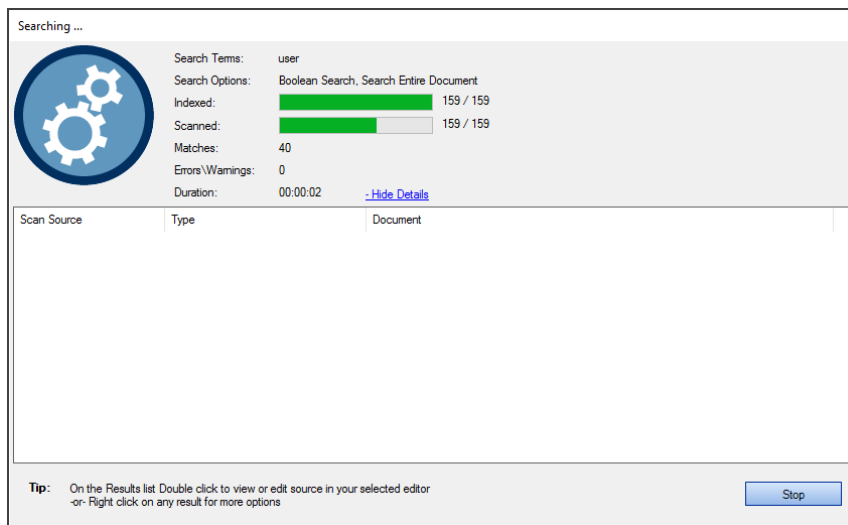 Searching ...
Search Terms: user
Search Options: Boolean Search, Search Entire Document
Indexed: 159 / 159
Scanned: 159 / 159
Matches: 40
Errors\Warnings: 0
Duration: 00:00:02 - Hide Details
Scan Source Type Document
Tip: On the Results list Double click to view or edit source in your selected editor
-or- Right click on any result for more options
Stop